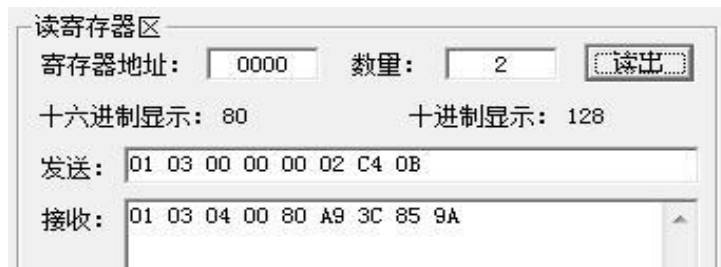 读寄存器区
寄存器地址： 0000 数量： 2 读出
十六进制显示：80 十进制显示：128
发送： 01 03 00 00 00 02 C4 0B
接收： 01 03 04 00 80 A9 3C 85 9A